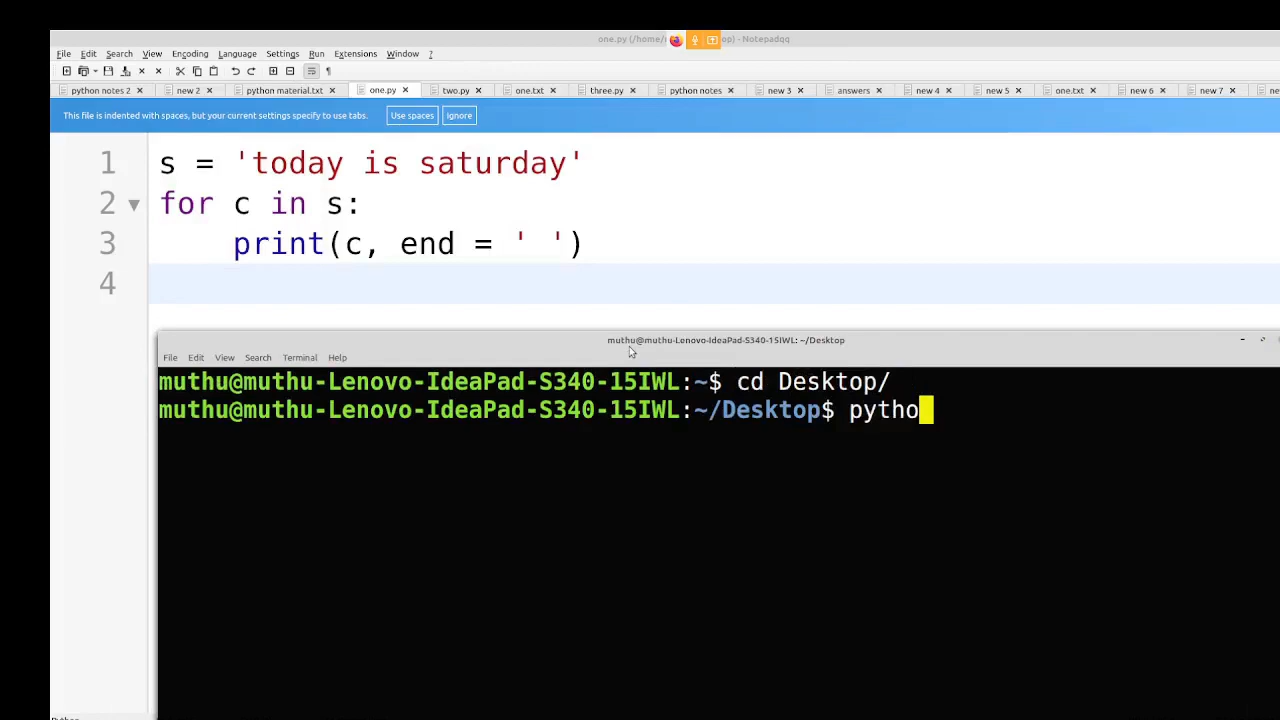 one.py (/home/ op) - Notepadqq
File Edit Search View Encoding Language Settings Run Extensions Window ?
python notes 2 new 2 python material.txt one.py two.py one.txt three.py python notes new 3 answers new 4 new 5 one.txt new 6 new 7
This file is indented with spaces, but your current settings specify to use tabs. Use spaces Ignore
1 s = 'today is saturday'
2 for c in s:
3 print(c, end = ' ')
4
muthu@muthu-Lenovo-IdeaPad-S340-15IWL: ~/Desktop
File Edit View Search Terminal Help
muthu@muthu-Lenovo-IdeaPad-S340-15IWL:~$ cd Desktop/
muthu@muthu-Lenovo-IdeaPad-S340-15IWL:~/Desktop$ pytho